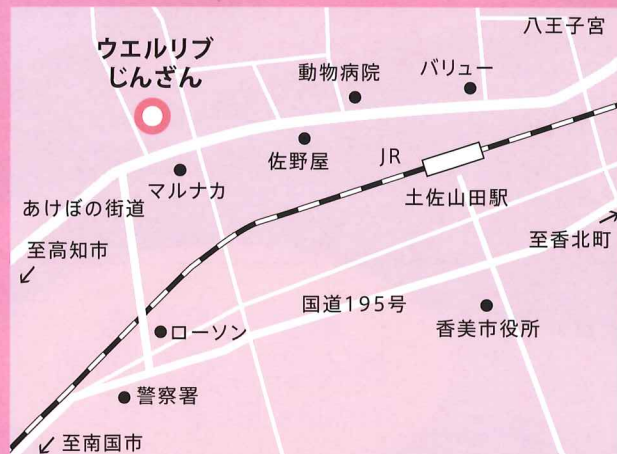 八王子宮
ウエルリブ
じんざん
動物病院
バリュー
佐野屋
JR
マルナカ
土佐山田駅
あけぼの街道
至高知市
至香北町
国道195号
ローソン
香美市役所
警察署
至南国市